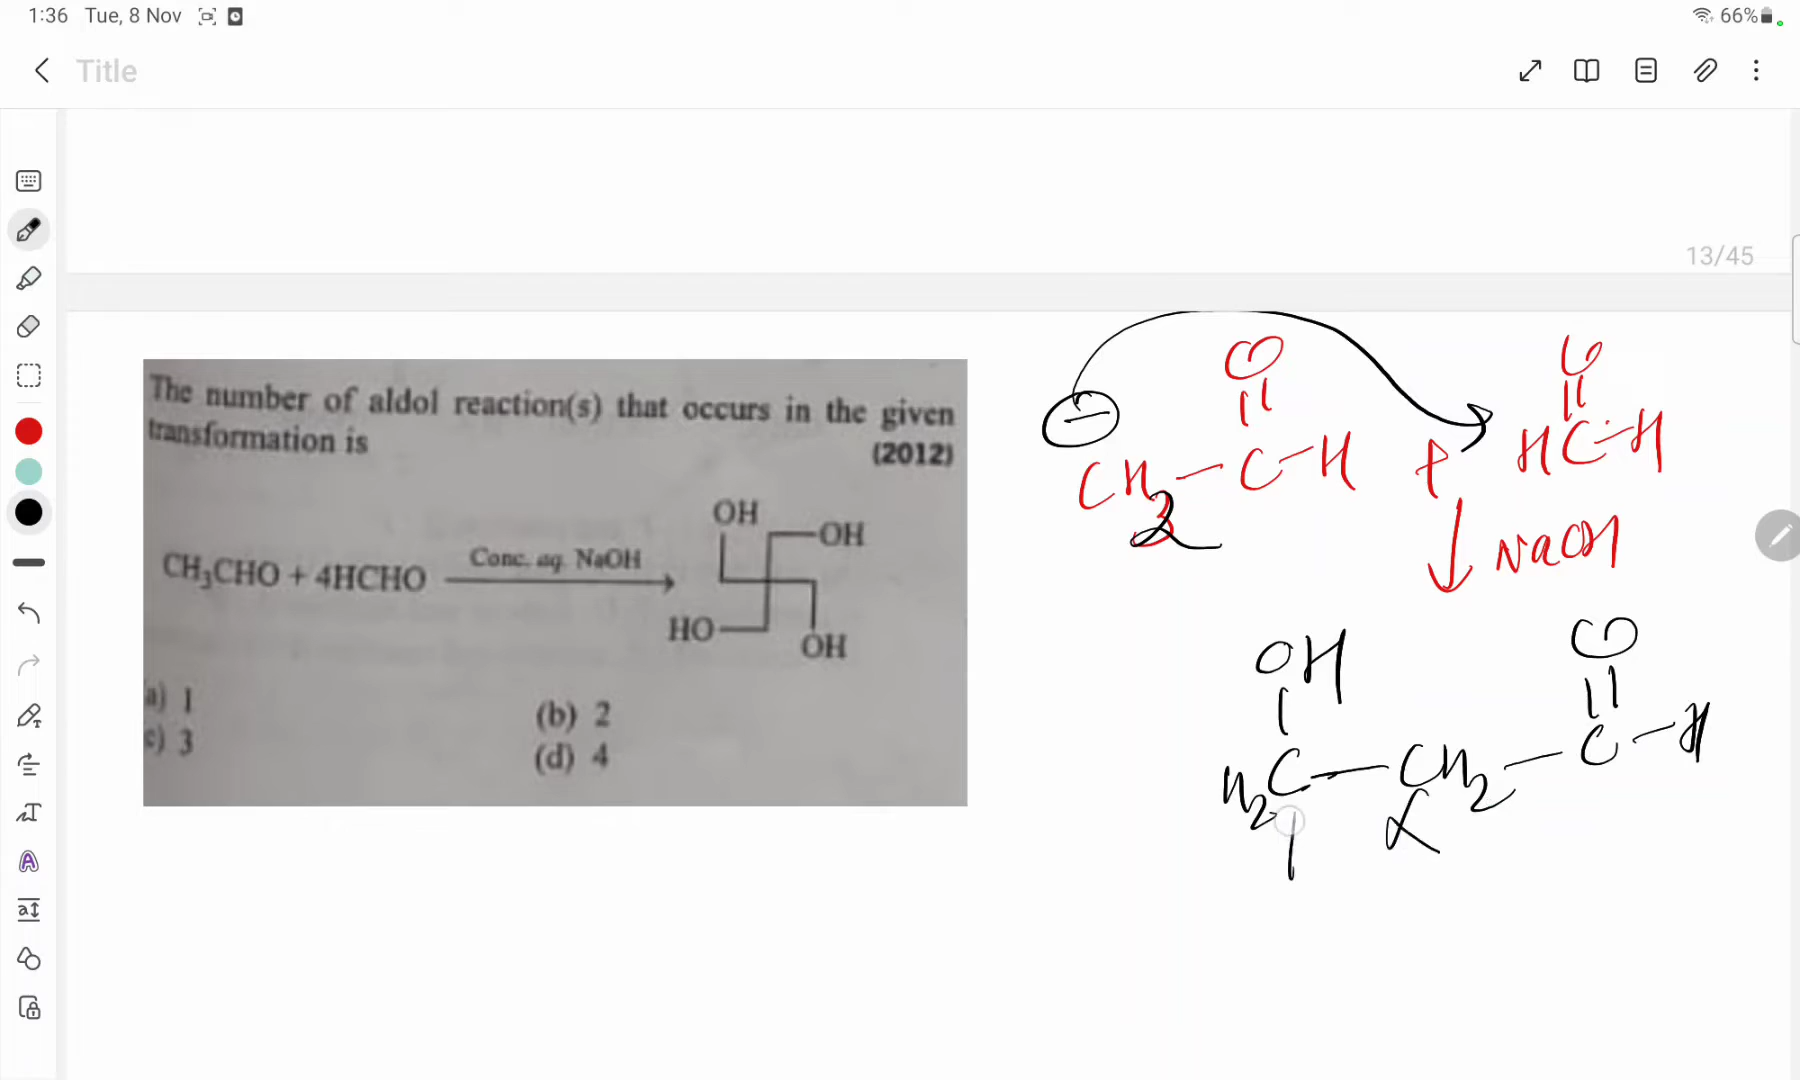 1:36 Tue, 8 Nov
66%
Title
13/45
The number of aldol reaction(s) that occurs in the given
transformation is
(2012)
CH3CHO + 4HCHO
Conc. aq. NaOH
OH
OH
HO
OH
a) 1
(b) 2
c) 3
(d) 4
O
CH2 — C - H + HC - H
O
NaOH
OH
O
H2C — CH2 — C - H
α